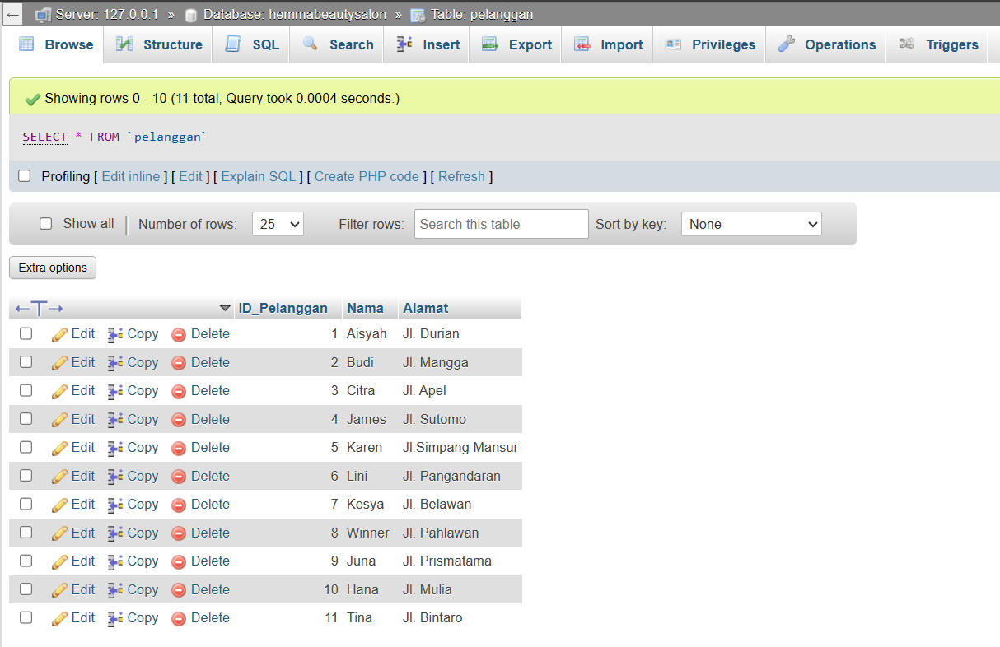 Server: 127.0.0.1 » Database: hemmabeautysalon » Table: pelanggan
Browse Structure SQL Search Insert Export Import Privileges Operations Triggers
Showing rows 0 - 10 (11 total, Query took 0.0004 seconds.)
SELECT * FROM `pelanggan`
Profiling [ Edit inline ] [ Edit ] [ Explain SQL ] [ Create PHP code ] [ Refresh ]
Show all Number of rows: 25 Filter rows: Search this table Sort by key: None
Extra options
←T→ ID_Pelanggan Nama Alamat
Edit Copy Delete 1 Aisyah Jl. Durian
Edit Copy Delete 2 Budi Jl. Mangga
Edit Copy Delete 3 Citra Jl. Apel
Edit Copy Delete 4 James Jl. Sutomo
Edit Copy Delete 5 Karen Jl.Simpang Mansur
Edit Copy Delete 6 Lini Jl. Pangandaran
Edit Copy Delete 7 Kesya Jl. Belawan
Edit Copy Delete 8 Winner Jl. Pahlawan
Edit Copy Delete 9 Juna Jl. Prismatama
Edit Copy Delete 10 Hana Jl. Mulia
Edit Copy Delete 11 Tina Jl. Bintaro